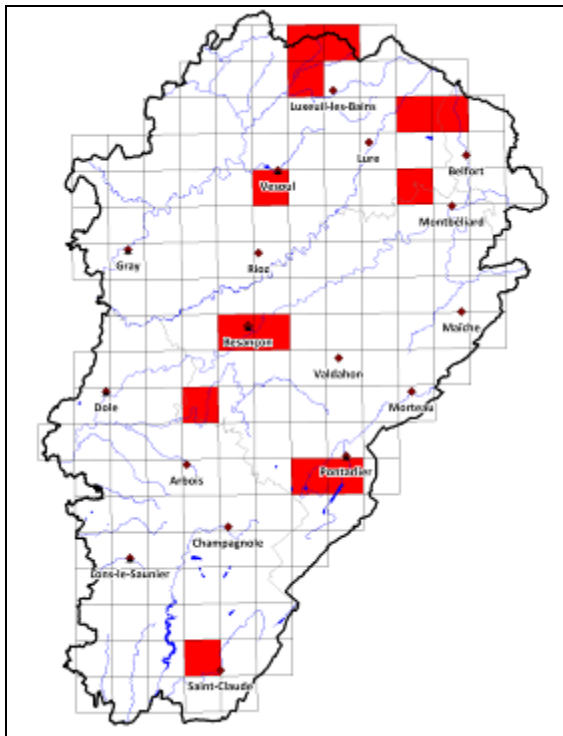 Luxeuil-les-Bains
Lure
Belfort
Vesoul
Montbéliard
Gray
Rioz
Maîche
Besançon
Valdahon
Dole
Morteau
Pontarlier
Arbois
Champagnole
Lons-le-Saunier
Saint-Claude